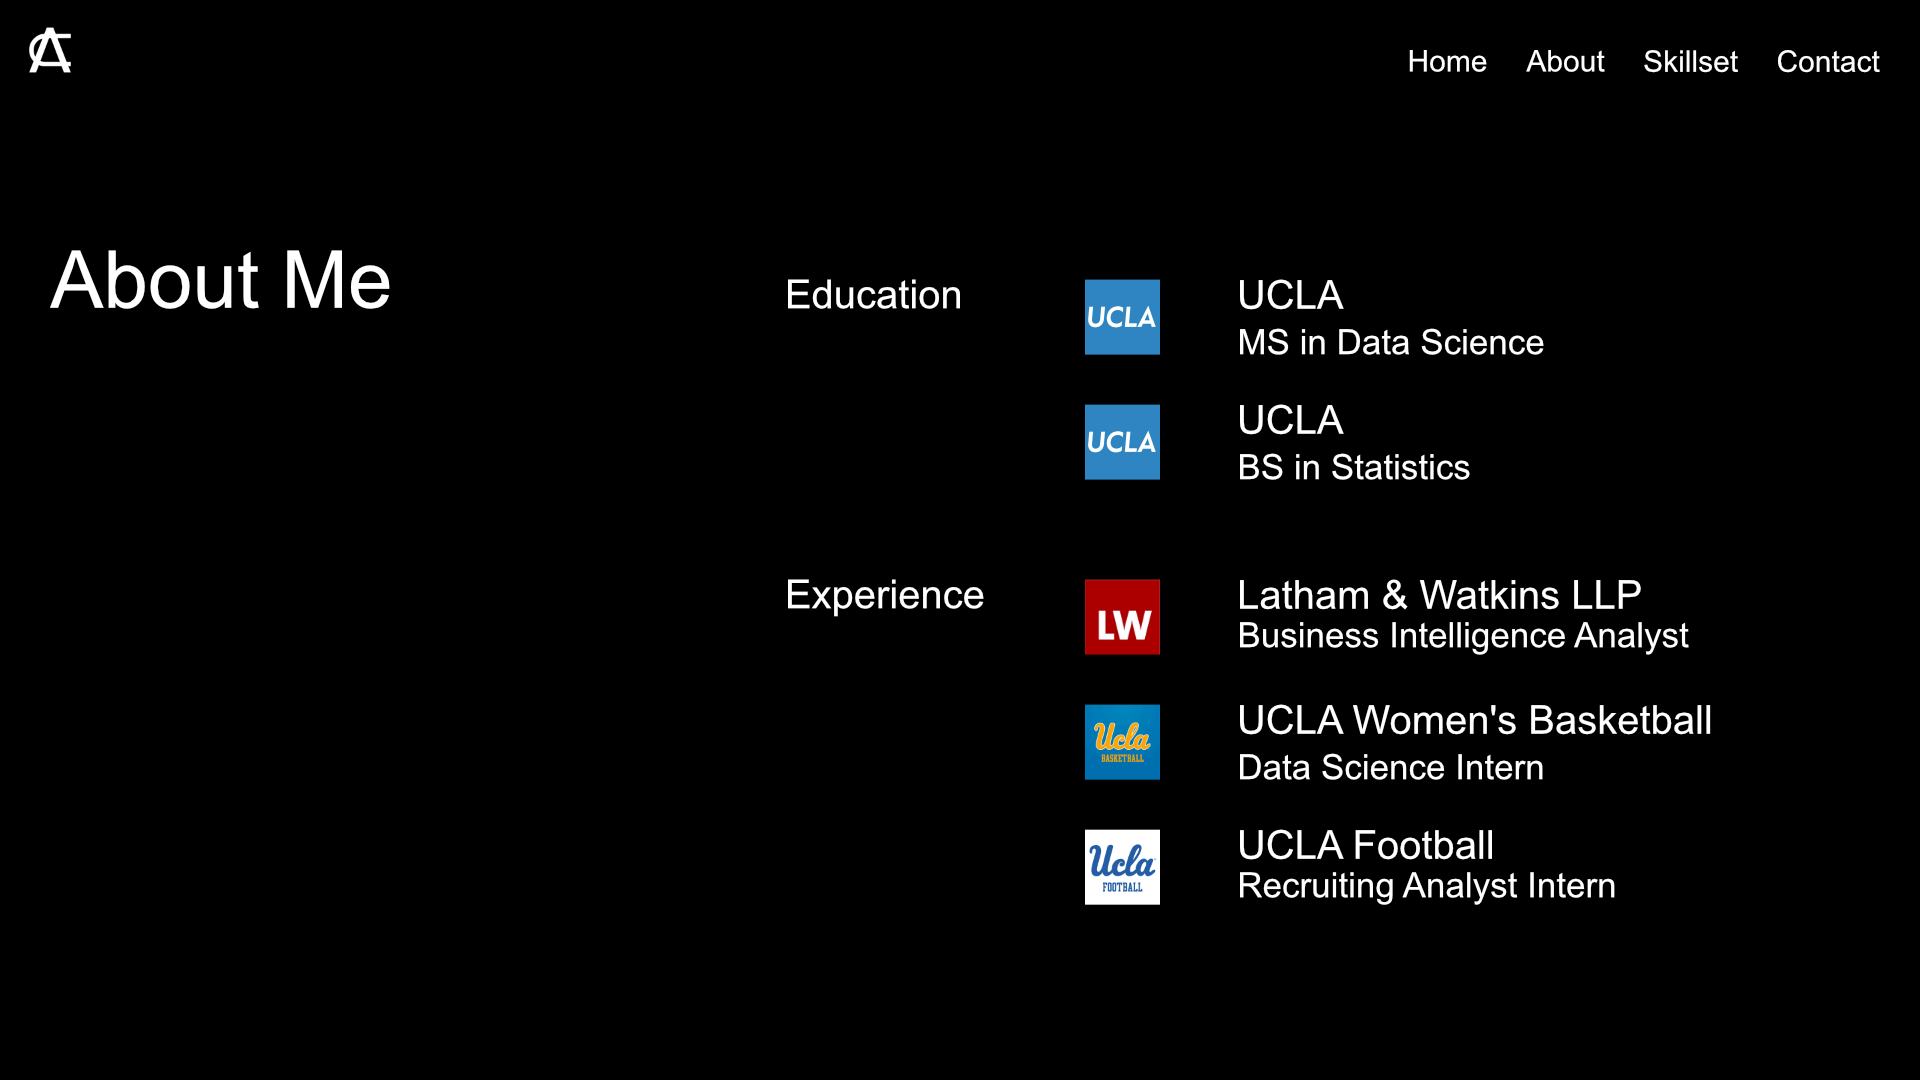 CA
Home About Skillset Contact
About Me
Education
UCLA
UCLA
MS in Data Science
UCLA
UCLA
BS in Statistics
Experience
LW
Latham & Watkins LLP
Business Intelligence Analyst
Ucla
BASKETBALL
UCLA Women's Basketball
Data Science Intern
Ucla
FOOTBALL
UCLA Football
Recruiting Analyst Intern